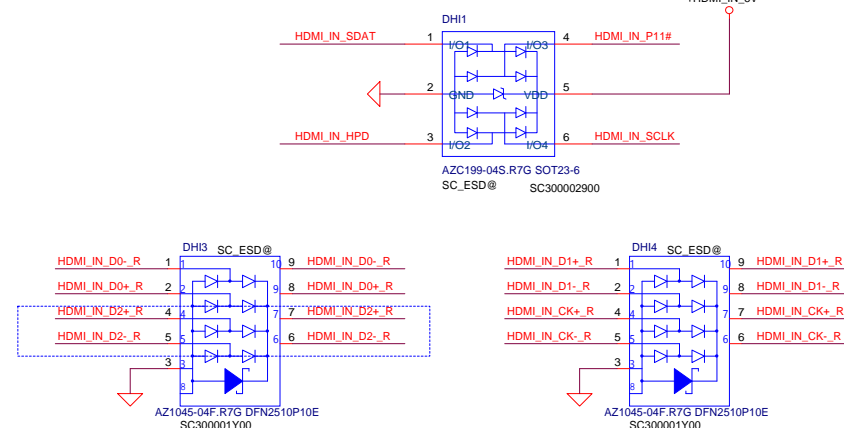 DHI1
HDMI_IN_SDAT 1 I/O1 I/O3 4 HDMI_IN_P11#
2 GND VDD 5
HDMI_IN_HPD 3 I/O2 I/O4 6 HDMI_IN_SCLK
AZC199-04S.R7G SOT23-6
SC_ESD@ SC300002900
DHI3 SC_ESD@
HDMI_IN_D0-_R 1 1 10 9 HDMI_IN_D0-_R
HDMI_IN_D0+_R 2 2 9 8 HDMI_IN_D0+_R
HDMI_IN_D2+_R 4 4 7 7 HDMI_IN_D2+_R
HDMI_IN_D2-_R 5 5 6 6 HDMI_IN_D2-_R
3 3
8
AZ1045-04F.R7G DFN2510P10E
SC300001Y00
DHI4 SC_ESD@
HDMI_IN_D1+_R 1 1 10 9 HDMI_IN_D1+_R
HDMI_IN_D1-_R 2 2 9 8 HDMI_IN_D1-_R
HDMI_IN_CK+_R 4 4 7 7 HDMI_IN_CK+_R
HDMI_IN_CK-_R 5 5 6 6 HDMI_IN_CK-_R
3 3
8
AZ1045-04F.R7G DFN2510P10E
SC300001Y00